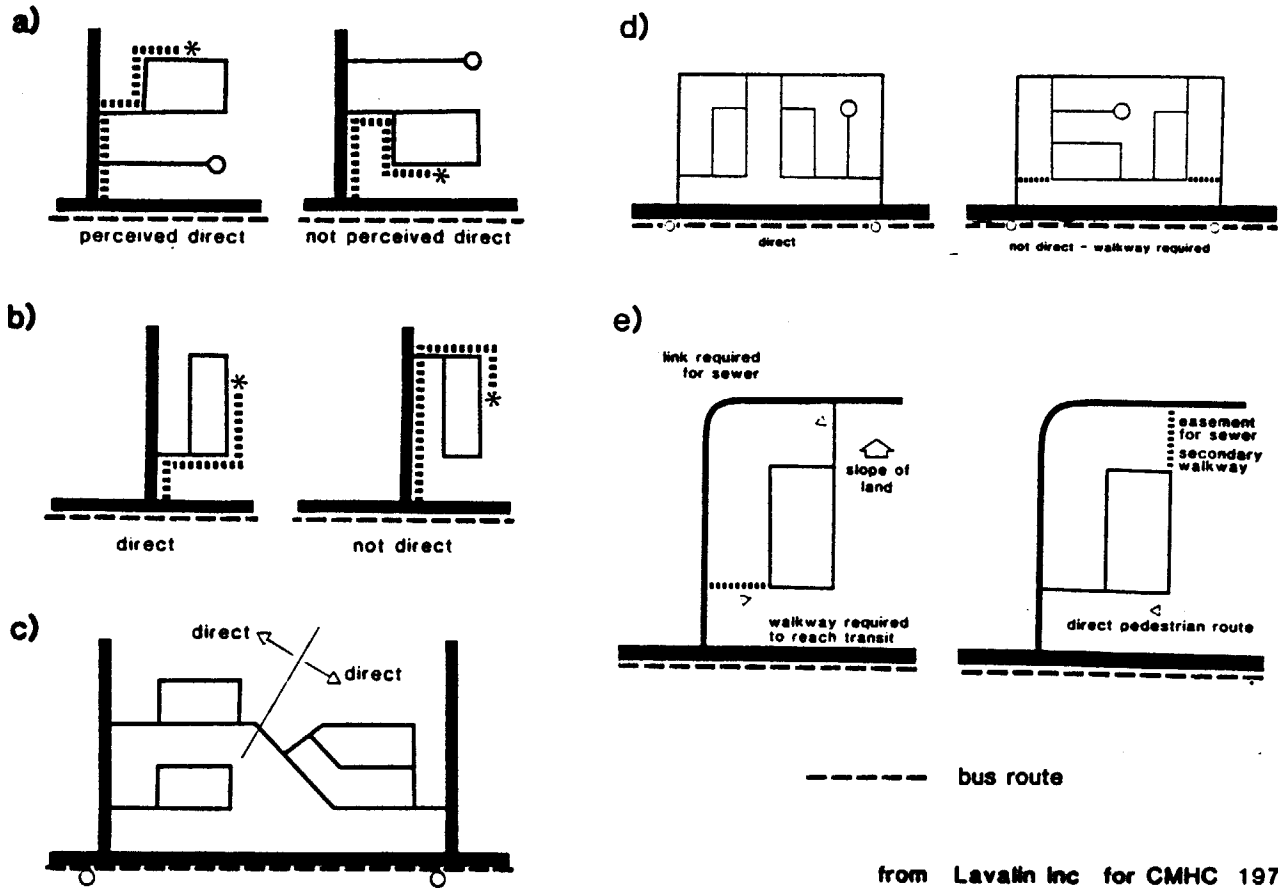 a)
perceived direct
not perceived direct
b)
direct
not direct
c)
direct
direct
d)
direct
not direct - walkway required
e)
link required
for sewer
slope of
land
walkway required
to reach transit
easement
for sewer
secondary
walkway
direct pedestrian route
bus route
from Lavalin Inc for CMHC 197